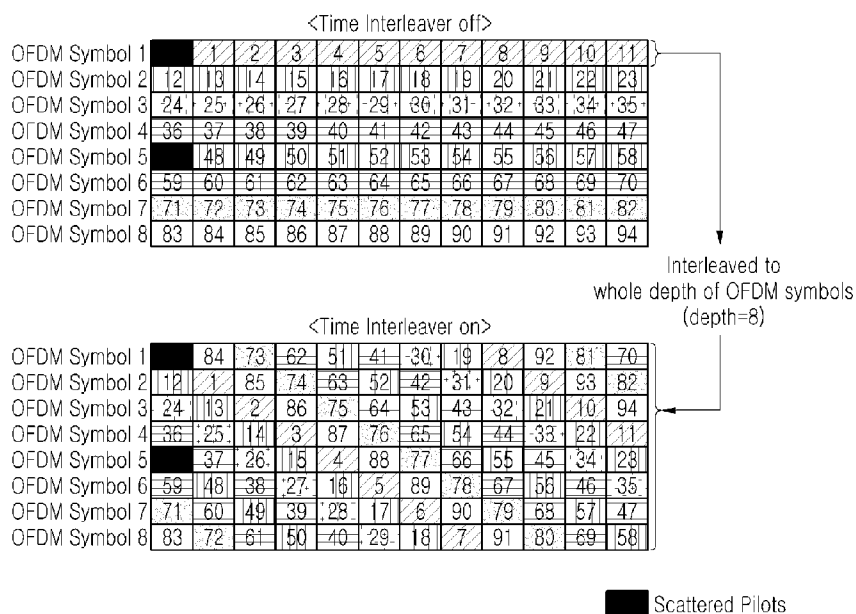 <Time Interleaver off>
OFDM Symbol 1 1 2 3 4 5 6 7 8 9 10 11
OFDM Symbol 2 12 13 14 15 16 17 18 19 20 21 22 23
OFDM Symbol 3 24 25 26 27 28 29 30 31 32 33 34 35
OFDM Symbol 4 36 37 38 39 40 41 42 43 44 45 46 47
OFDM Symbol 5 48 49 50 51 52 53 54 55 56 57 58
OFDM Symbol 6 59 60 61 62 63 64 65 66 67 68 69 70
OFDM Symbol 7 71 72 73 74 75 76 77 78 79 80 81 82
OFDM Symbol 8 83 84 85 86 87 88 89 90 91 92 93 94
Interleaved to
whole depth of OFDM symbols
(depth=8)
<Time Interleaver on>
OFDM Symbol 1 84 73 62 51 41 30 19 8 92 81 70
OFDM Symbol 2 12 1 85 74 63 52 42 31 20 9 93 82
OFDM Symbol 3 24 13 2 86 75 64 53 43 32 21 10 94
OFDM Symbol 4 36 25 14 3 87 76 65 54 44 33 22 11
OFDM Symbol 5 37 26 15 4 88 77 66 55 45 34 23
OFDM Symbol 6 59 48 38 27 16 5 89 78 67 56 46 35
OFDM Symbol 7 71 60 49 39 28 17 6 90 79 68 57 47
OFDM Symbol 8 83 72 61 50 40 29 18 7 91 80 69 58
Scattered Pilots